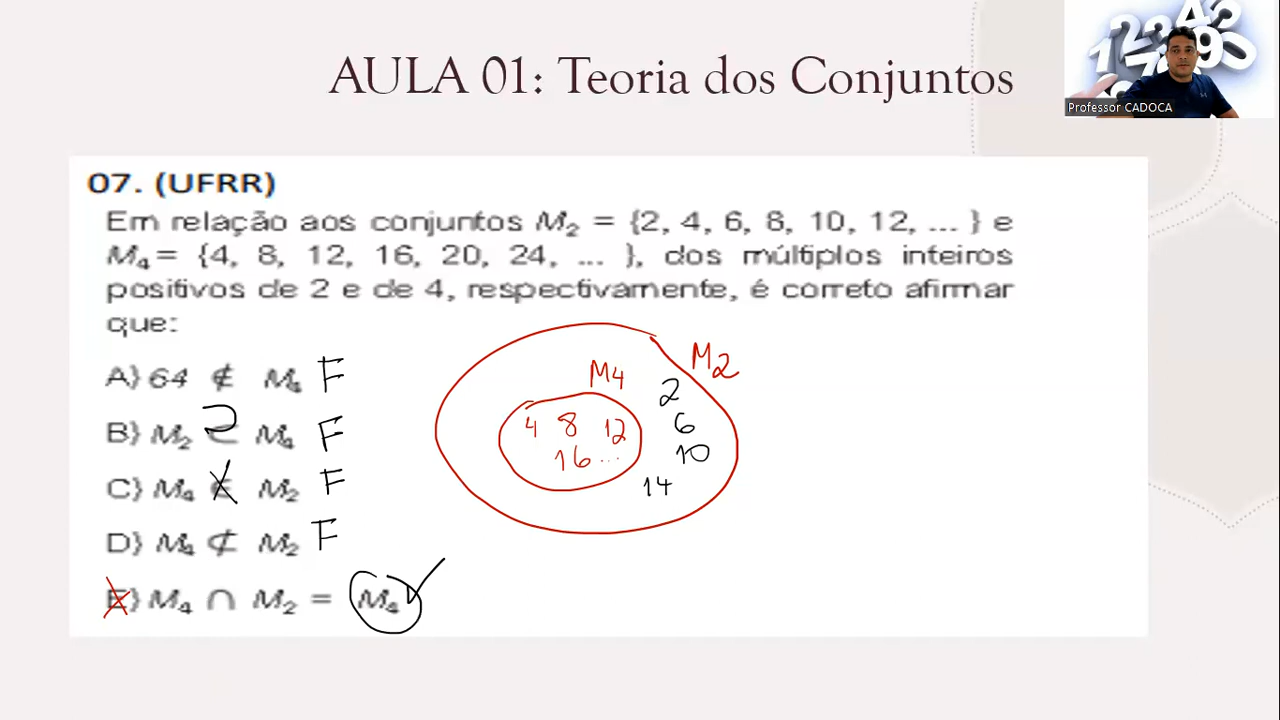 AULA 01: Teoria dos Conjuntos
Professor CADOCA
07. (UFRR)
Em relação aos conjuntos M₂ = {2, 4, 6, 8, 10, 12, ... } e
M₄ = {4, 8, 12, 16, 20, 24, ... }, dos múltiplos inteiros
positivos de 2 e de 4, respectivamente, é correto afirmar
que:
A) 64 ∉ M₄ F
B) M₂ ⊂ M₄ F
⊃
C) M₄ ∉ M₂ F
D) M₄ ⊄ M₂ F
E) M₄ ∩ M₂ = M₄
M4
M2
4 8 12
16 ...
2
6
10
14